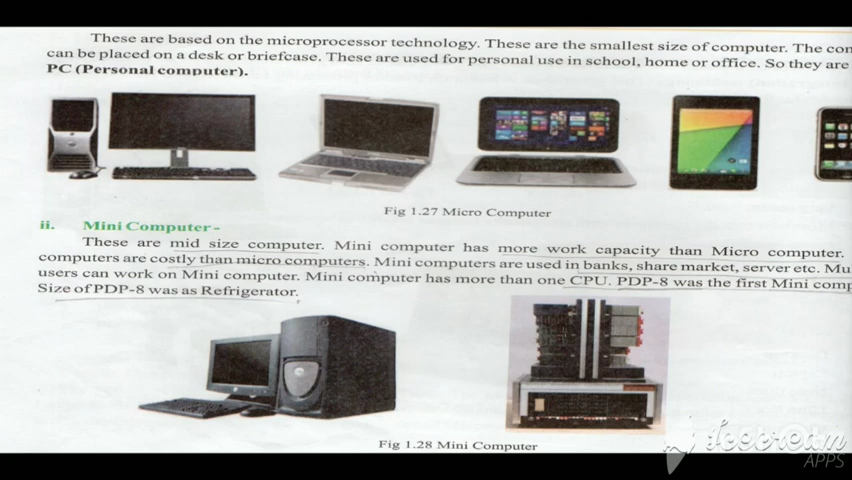 These are based on the microprocessor technology. These are the smallest size of computer. The
can be placed on a desk or briefcase. These are used for personal use in school, home or office. So they are
PC (Personal computer).
Fig 1.27 Micro Computer
ii. Mini Computer -
These are mid size computer. Mini computer has more work capacity than Micro computer.
computers are costly than micro computers. Mini computers are used in banks, share market, server etc.
users can work on Mini computer. Mini computer has more than one CPU. PDP-8 was the first Mini
Size of PDP-8 was as Refrigerator.
Fig 1.28 Mini Computer
Icecream
APPS